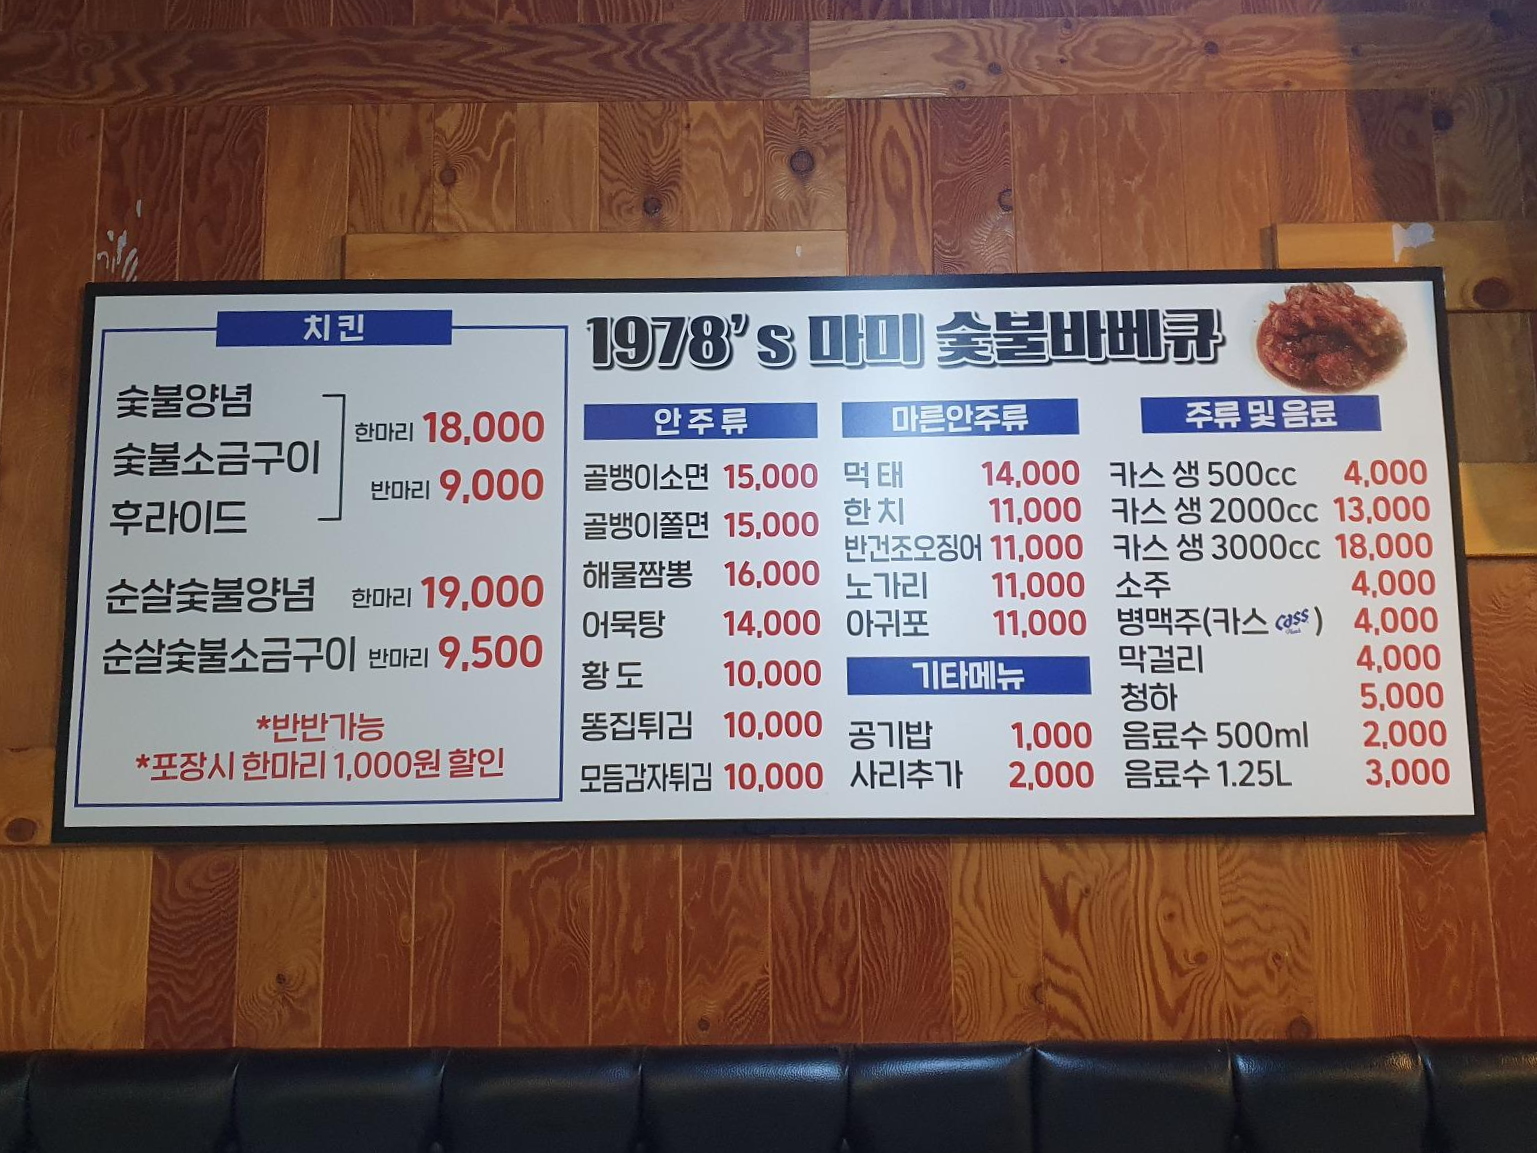 치킨
숯불양념
숯불소금구이
후라이드
한마리 18,000
반마리 9,000
순살숯불양념 한마리 19,000
순살숯불소금구이 반마리 9,500
*반반가능
*포장시 한마리 1,000원 할인
1978's 마미 숯불바베큐
안주류
골뱅이소면 15,000
골뱅이쫄면 15,000
해물짬뽕 16,000
어묵탕 14,000
황도 10,000
똥집튀김 10,000
모듬감자튀김 10,000
마른안주류
먹태 14,000
한치 11,000
반건조오징어 11,000
노가리 11,000
아귀포 11,000
기타메뉴
공기밥 1,000
사리추가 2,000
주류 및 음료
카스 생 500cc 4,000
카스 생 2000cc 13,000
카스 생 3000cc 18,000
소주 4,000
병맥주(카스 Cass) 4,000
막걸리 4,000
청하 5,000
음료수 500ml 2,000
음료수 1.25L 3,000